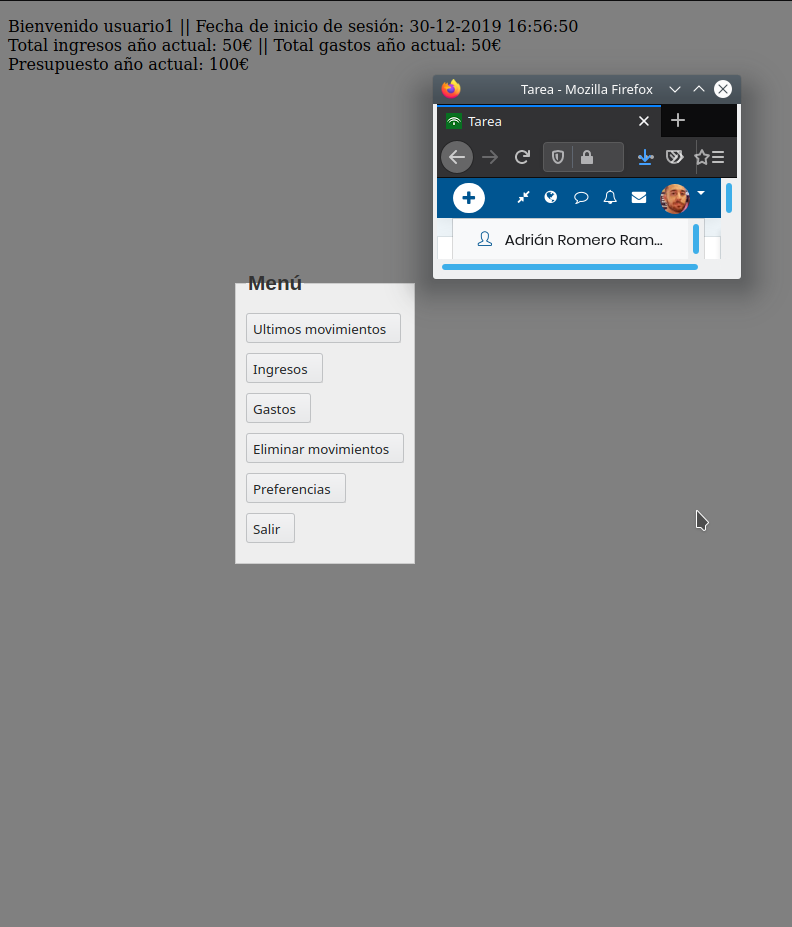 Bienvenido usuario1 || Fecha de inicio de sesión: 30-12-2019 16:56:50
Total ingresos año actual: 50€ || Total gastos año actual: 50€
Presupuesto año actual: 100€
Tarea - Mozilla Firefox
Tarea
Adrián Romero Ram...
Menú
Ultimos movimientos
Ingresos
Gastos
Eliminar movimientos
Preferencias
Salir